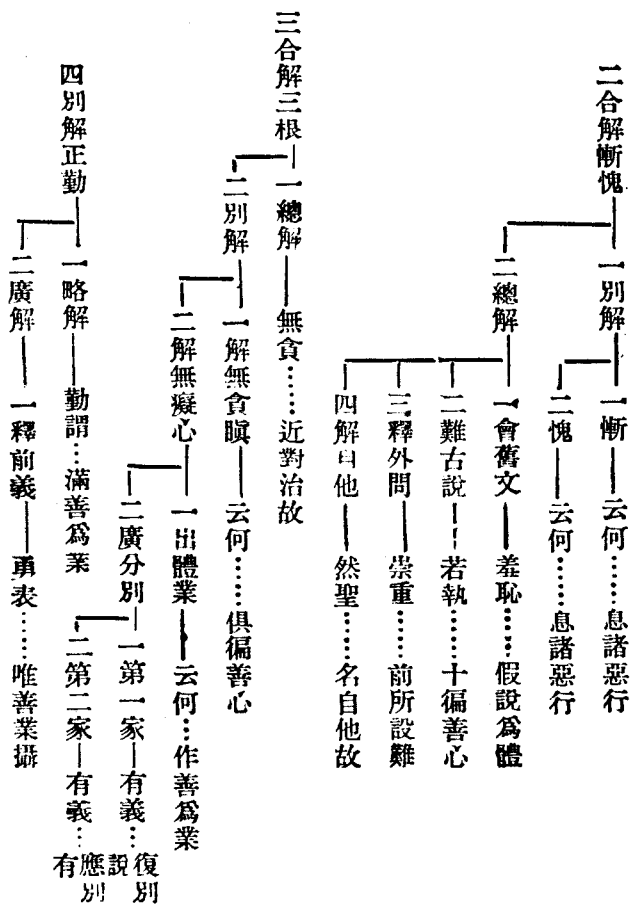 二合解慚愧
一別解
一慚 云何……息諸惡行
二愧 云何……息諸惡行
二總解
一會舊文 羞恥……假說爲體
二難古說 若執……十徧善心
三釋外問 崇重……前所設難
四解自他 然聖……名自他故
三合解三根
一總解 無貪……近對治故
二別解
一解無貪瞋 云何……俱徧善心
二解無癡心
一出體業 云何…作善爲業
二廣分別
一第一家 有義…復別說
二第二家 有義…應別有
四別解正勤
一略解 勤謂…滿善爲業
二廣解 一釋前義 勇表……唯善業攝